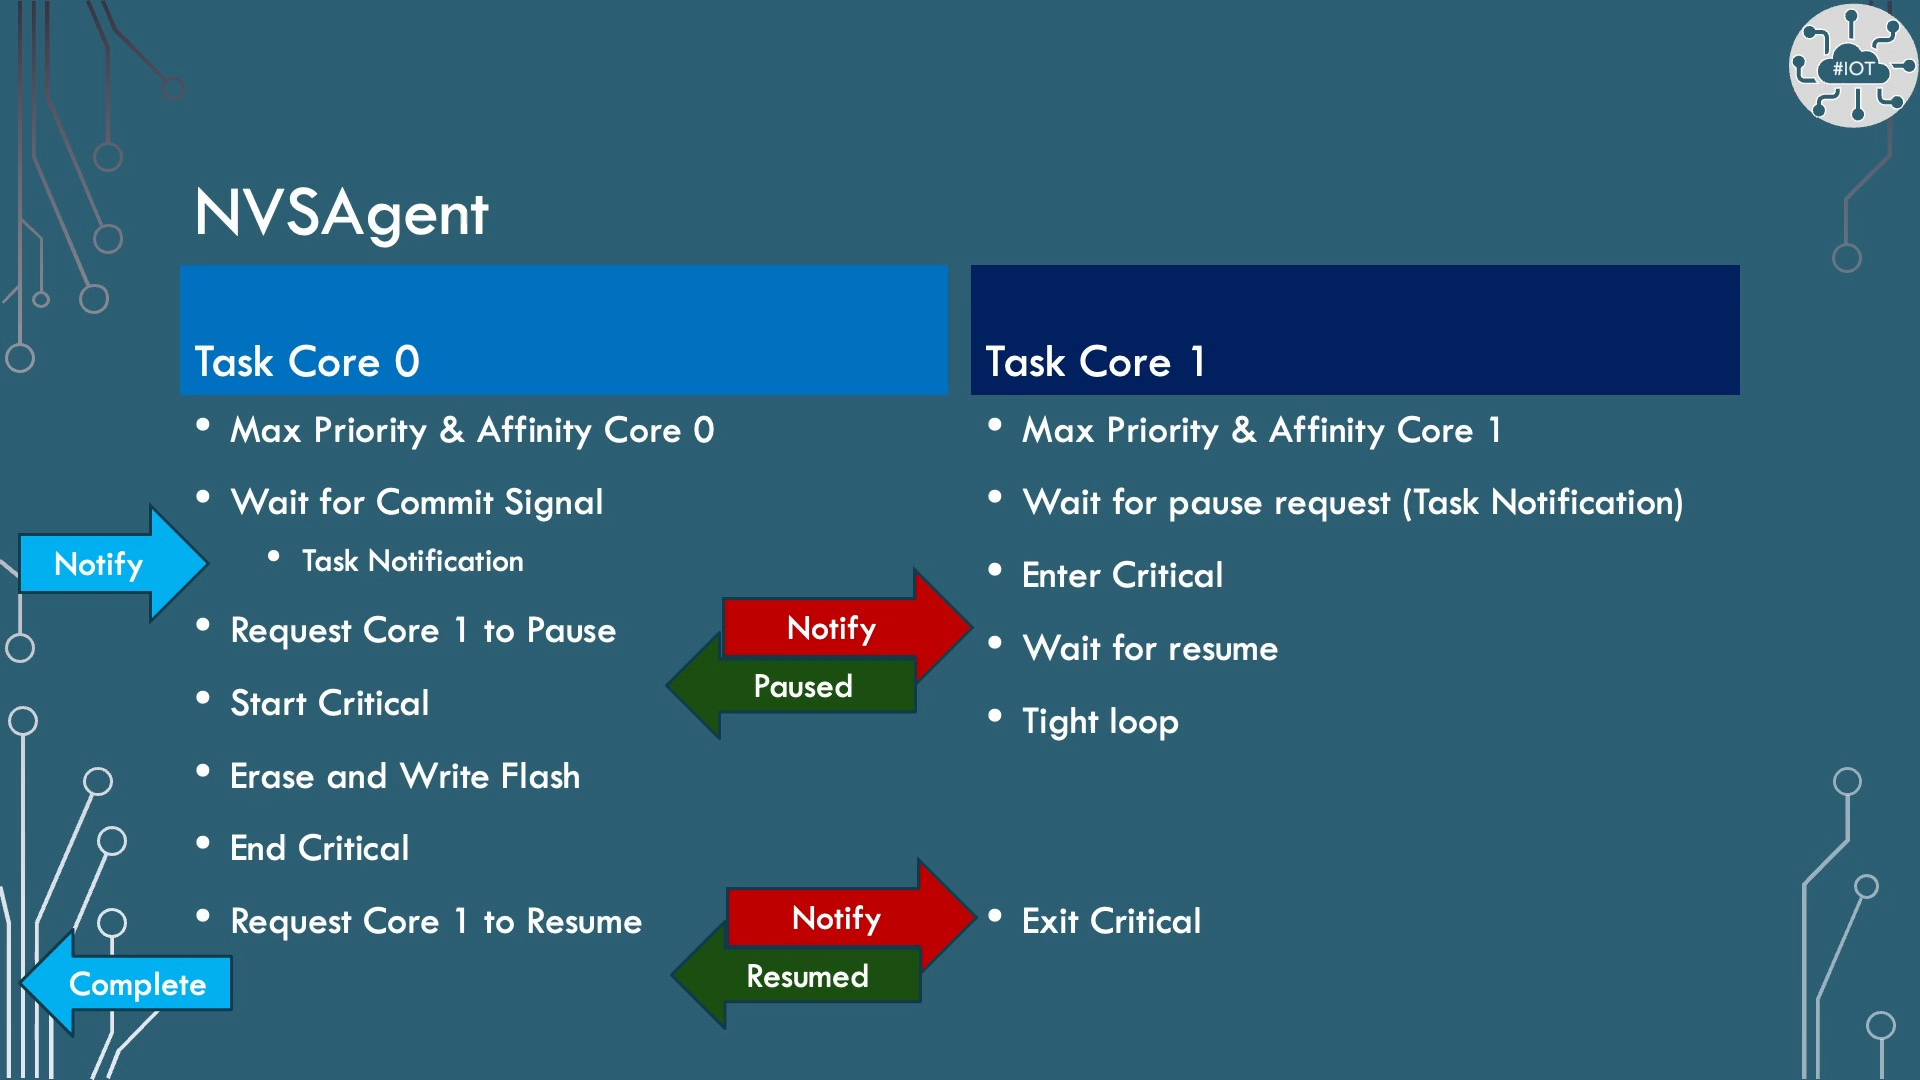 #IOT
NVSAgent
Task Core 0
• Max Priority & Affinity Core 0
• Wait for Commit Signal
• Task Notification
• Request Core 1 to Pause
• Start Critical
• Erase and Write Flash
• End Critical
• Request Core 1 to Resume
Notify
Complete
Notify
Paused
Notify
Resumed
Task Core 1
• Max Priority & Affinity Core 1
• Wait for pause request (Task Notification)
• Enter Critical
• Wait for resume
• Tight loop
• Exit Critical